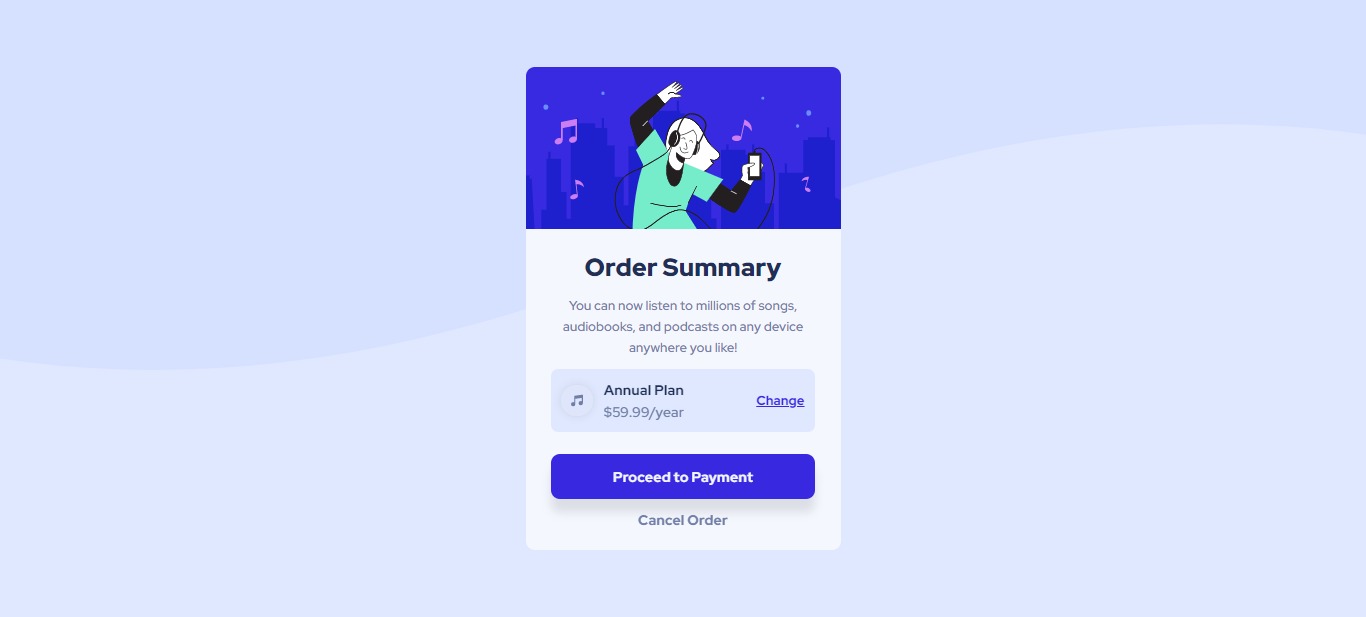 Order Summary
You can now listen to millions of songs,
audiobooks, and podcasts on any device
anywhere you like!
Annual Plan
$59.99/year
Change
Proceed to Payment
Cancel Order